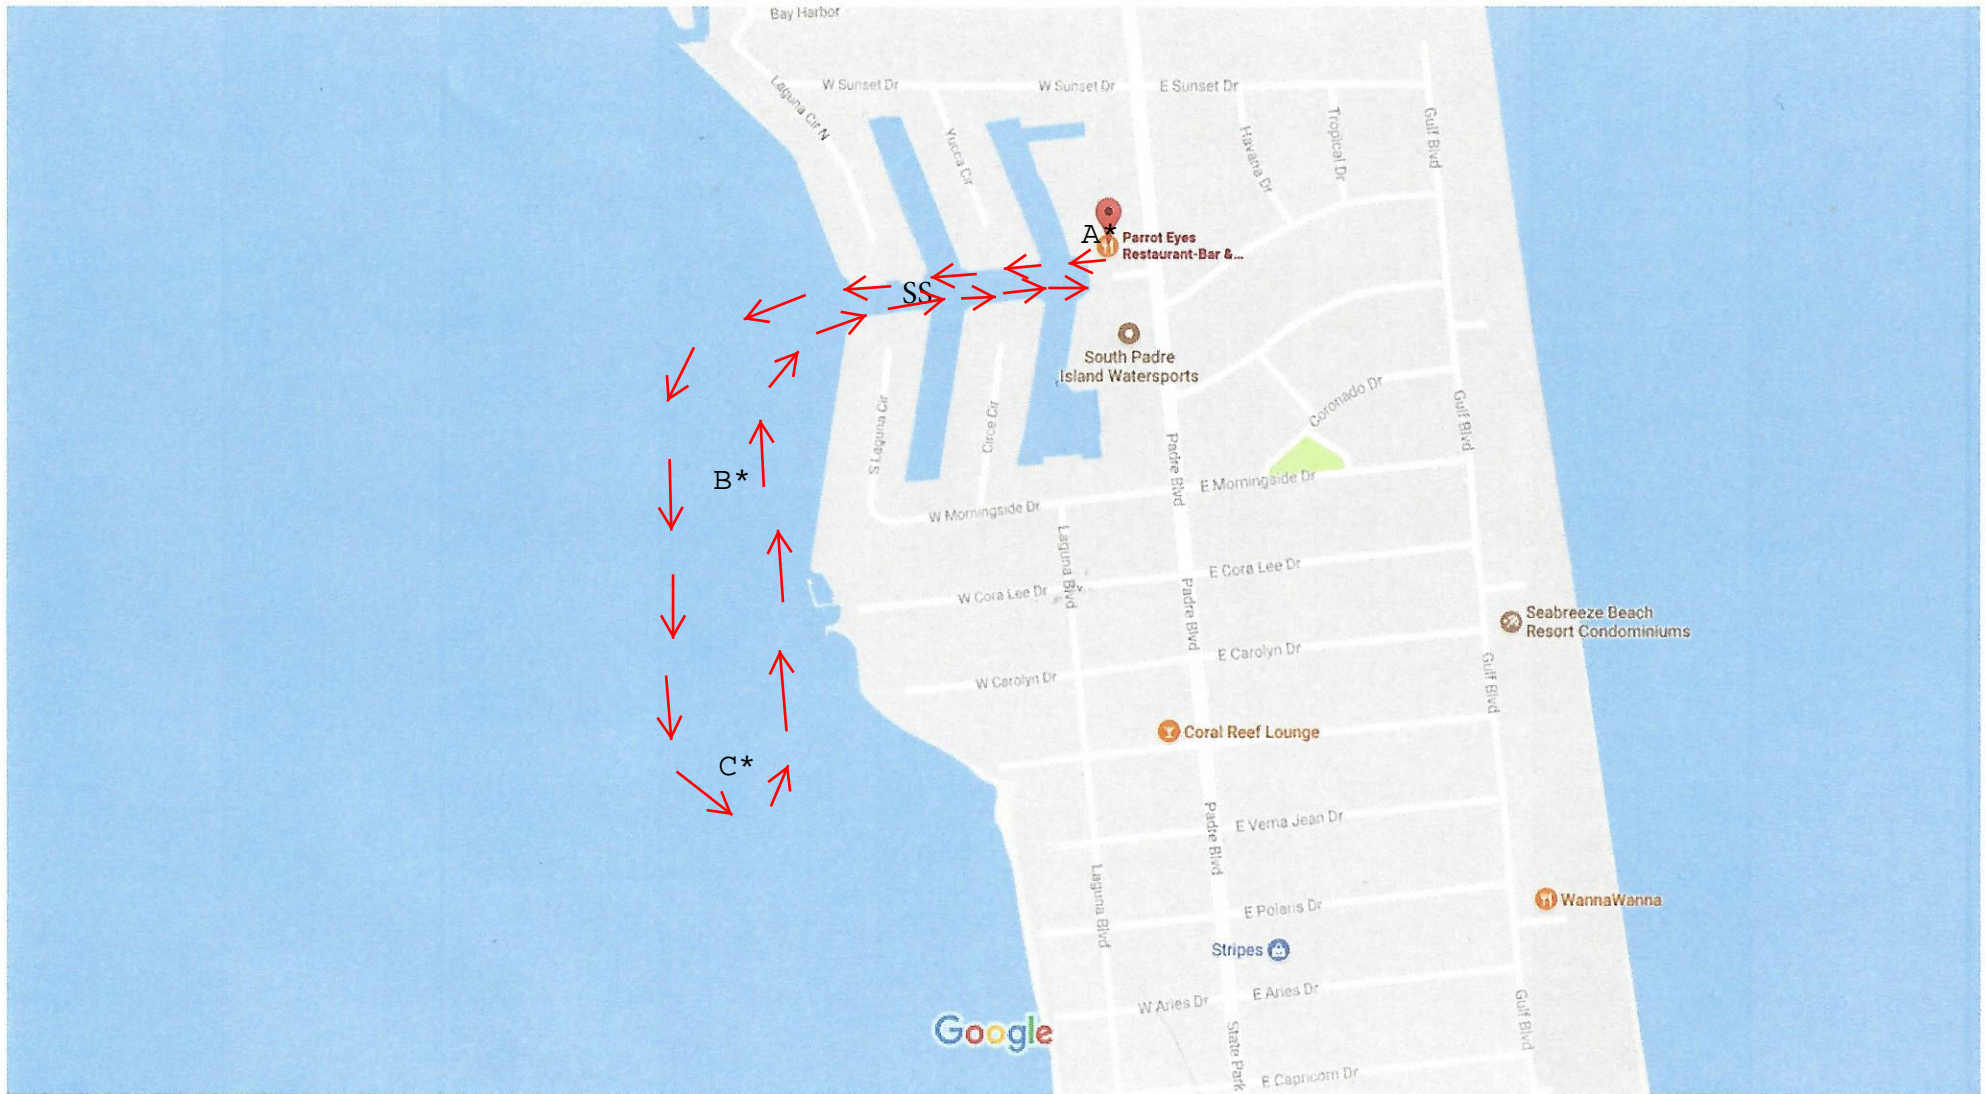 Bay Harbor
W Sunset Dr
W Sunset Dr
E Sunset Dr
Laguna Cir N
Yucca Cir
Havana Dr
Tropical Dr
Gulf Blvd
A*
Parrot Eyes
Restaurant-Bar &...
SS
South Padre
Island Watersports
Coronado Dr
Gulf Blvd
S Laguna Cir
Circe Cir
Padre Blvd
B*
E Morningside Dr
W Morningside Dr
Laguna Blvd
E Cora Lee Dr
W Cora Lee Dr
Padre Blvd
Seabreeze Beach
Resort Condominiums
E Carolyn Dr
W Carolyn Dr
Gulf Blvd
Coral Reef Lounge
C*
E Verna Jean Dr
Padre Blvd
Laguna Blvd
WannaWanna
E Polaris Dr
Stripes
E Aries Dr
W Aries Dr
Gulf Blvd
Google
State Park
E Capricorn Dr